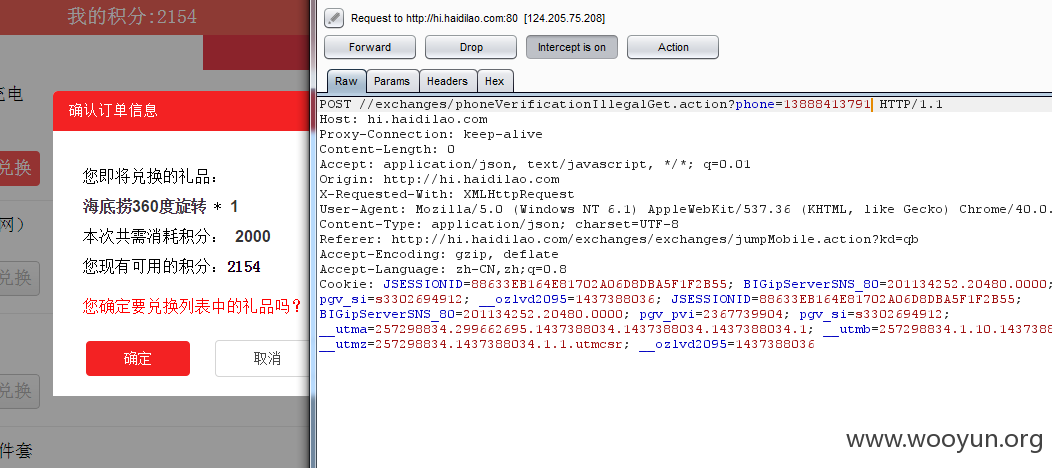 我的积分:2154
充电
兑换
网）
兑换
兑换
件套
确认订单信息
您即将兑换的礼品：
海底捞360度旋转 * 1
本次共需消耗积分： 2000
您现有可用的积分：2154
您确定要兑换列表中的礼品吗？
确定
取消
Request to http://hi.haidilao.com:80 [124.205.75.208]
Forward
Drop
Intercept is on
Action
Raw
Params
Headers
Hex
POST //exchanges/phoneVerificationIllegalGet.action?phone=13888413791 HTTP/1.1
Host: hi.haidilao.com
Proxy-Connection: keep-alive
Content-Length: 0
Accept: application/json, text/javascript, */*; q=0.01
Origin: http://hi.haidilao.com
X-Requested-With: XMLHttpRequest
User-Agent: Mozilla/5.0 (Windows NT 6.1) AppleWebKit/537.36 (KHTML, like Gecko) Chrome/40.0.
Content-Type: application/json; charset=UTF-8
Referer: http://hi.haidilao.com/exchanges/exchanges/jumpMobile.action?kd=qb
Accept-Encoding: gzip, deflate
Accept-Language: zh-CN,zh;q=0.8
Cookie: JSESSIONID=88633EB164E81702A06D8DBA5F1F2B55; BIGipServerSNS_80=201134252.20480.0000;
pgv_si=s3302694912; __ozlvd2095=1437388036; JSESSIONID=88633EB164E81702A06D8DBA5F1F2B55;
BIGipServerSNS_80=201134252.20480.0000; pgv_pvi=2367739904; pgv_si=s3302694912;
__utma=257298834.299662695.1437388034.1437388034.1437388034.1; __utmb=257298834.1.10.1437388
__utmz=257298834.1437388034.1.1.utmcsr; __ozlvd2095=1437388036
www.wooyun.org